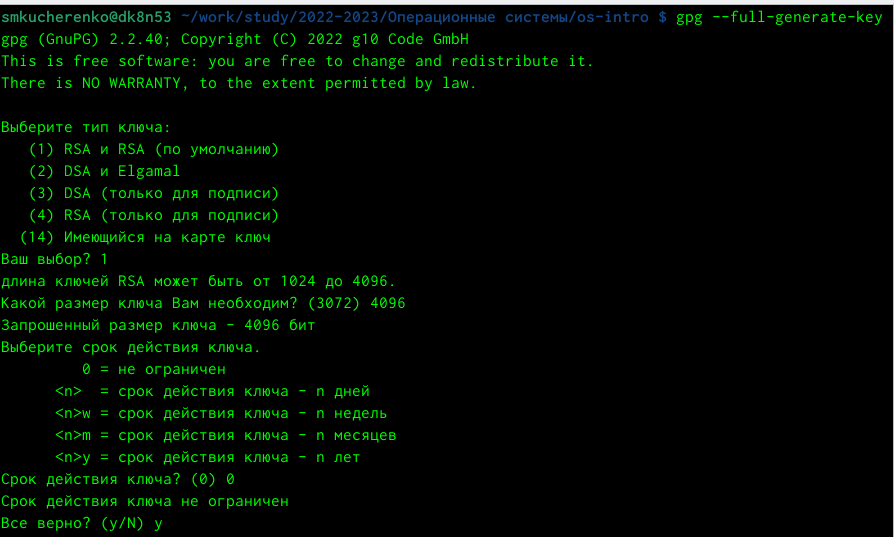 smkucherenko@dk8n53 ~/work/study/2022-2023/Операционные системы/os-intro $ gpg --full-generate-key
gpg (GnuPG) 2.2.40; Copyright (C) 2022 g10 Code GmbH
This is free software: you are free to change and redistribute it.
There is NO WARRANTY, to the extent permitted by law.

Выберите тип ключа:
   (1) RSA и RSA (по умолчанию)
   (2) DSA и Elgamal
   (3) DSA (только для подписи)
   (4) RSA (только для подписи)
  (14) Имеющийся на карте ключ
Ваш выбор? 1
длина ключей RSA может быть от 1024 до 4096.
Какой размер ключа Вам необходим? (3072) 4096
Запрошенный размер ключа - 4096 бит
Выберите срок действия ключа.
         0 = не ограничен
      <n>  = срок действия ключа - n дней
      <n>w = срок действия ключа - n недель
      <n>m = срок действия ключа - n месяцев
      <n>y = срок действия ключа - n лет
Срок действия ключа? (0) 0
Срок действия ключа не ограничен
Все верно? (y/N) y